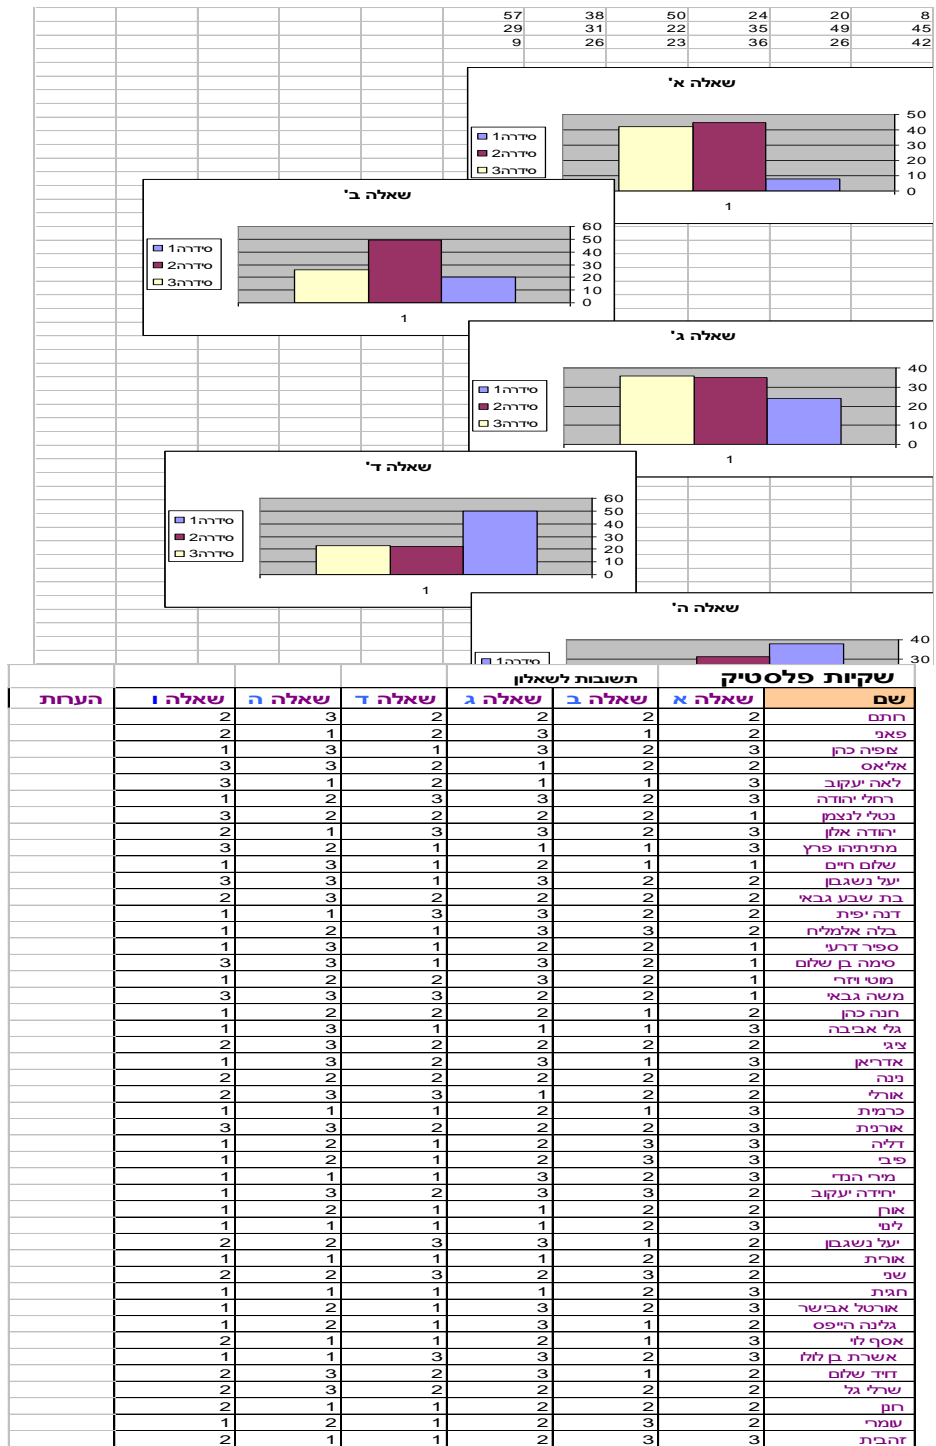 8 20 24 50 38 57
45 49 35 22 31 29
42 26 36 23 26 9
שאלה א'
50
40
30
20
10
0
1
סידרה1
סידרה2
סידרה3
שאלה ב'
60
50
40
30
20
10
0
1
סידרה1
סידרה2
סידרה3
שאלה ג'
40
30
20
10
0
1
סידרה1
סידרה2
סידרה3
שאלה ד'
60
50
40
30
20
10
0
1
סידרה1
סידרה2
סידרה3
שאלה ה'
40
30
סידרה1
שקיות פלסטיק תשובות לשאלון
שם שאלה א שאלה ב שאלה ג שאלה ד שאלה ה שאלה ו הערות
רותם 2 2 2 2 3 2
פאני 2 1 3 2 1 2
צופיה כהן 3 2 3 1 3 1
אליאס 2 2 1 2 3 3
לאה יעקוב 3 1 1 2 1 3
רחלי יהודה 3 2 3 3 2 1
נטלי לנצמן 1 2 2 2 2 3
יהודה אלון 3 2 3 3 1 2
מתיתיהו פרץ 3 1 1 1 2 3
שלום חיים 1 1 2 1 3 1
יעל נשגבון 2 2 3 1 3 3
בת שבע גבאי 2 2 2 2 3 2
דנה יפית 2 2 3 3 1 1
בלה אלמליח 2 3 3 1 2 1
ספיר דרעי 1 2 2 1 3 1
סימה בן שלום 1 2 3 1 3 3
מוטי ויזרי 1 2 3 2 2 1
משה גבאי 1 2 2 3 3 3
חנה כהן 2 1 2 2 2 1
גלי אביבה 3 1 1 1 3 1
ציגי 2 2 2 2 3 2
אדריאן 3 1 3 2 3 1
נינה 2 2 2 2 2 2
אורלי 2 2 1 3 3 2
כרמית 3 1 2 1 1 1
אורנית 3 2 2 2 3 3
דליה 3 3 2 1 2 1
פיבי 3 3 2 1 2 1
מירי הנדי 3 2 3 1 1 1
יחידה יעקוב 2 3 3 2 3 1
אורן 2 2 1 1 2 1
לינוי 3 2 1 1 1 1
יעל נשגבון 2 1 3 3 2 2
אורית 2 2 1 1 1 1
שני 2 3 2 3 2 2
חגית 3 2 1 1 1 1
אורטל אבישר 3 2 3 1 2 1
גלינה הייפס 2 1 3 1 2 1
אסף לוי 3 1 2 1 1 2
אשרת בן לולו 3 2 3 3 1 1
דויד שלום 2 1 3 2 3 2
שרלי גל 2 2 2 2 3 2
רונן 2 2 2 1 1 2
עומרי 2 3 2 1 2 1
זהבית 3 3 2 1 1 2